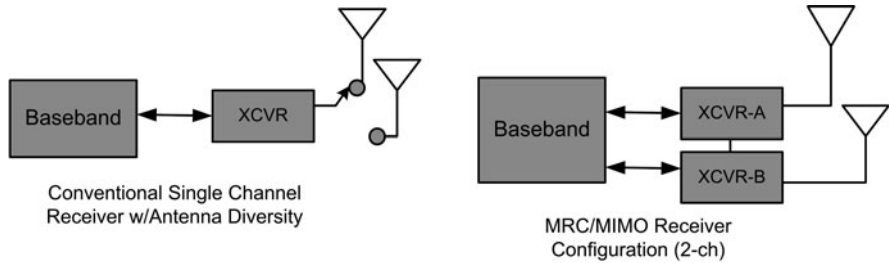 Baseband
XCVR
Conventional Single Channel
Receiver w/Antenna Diversity
Baseband
XCVR-A
XCVR-B
MRC/MIMO Receiver
Configuration (2-ch)